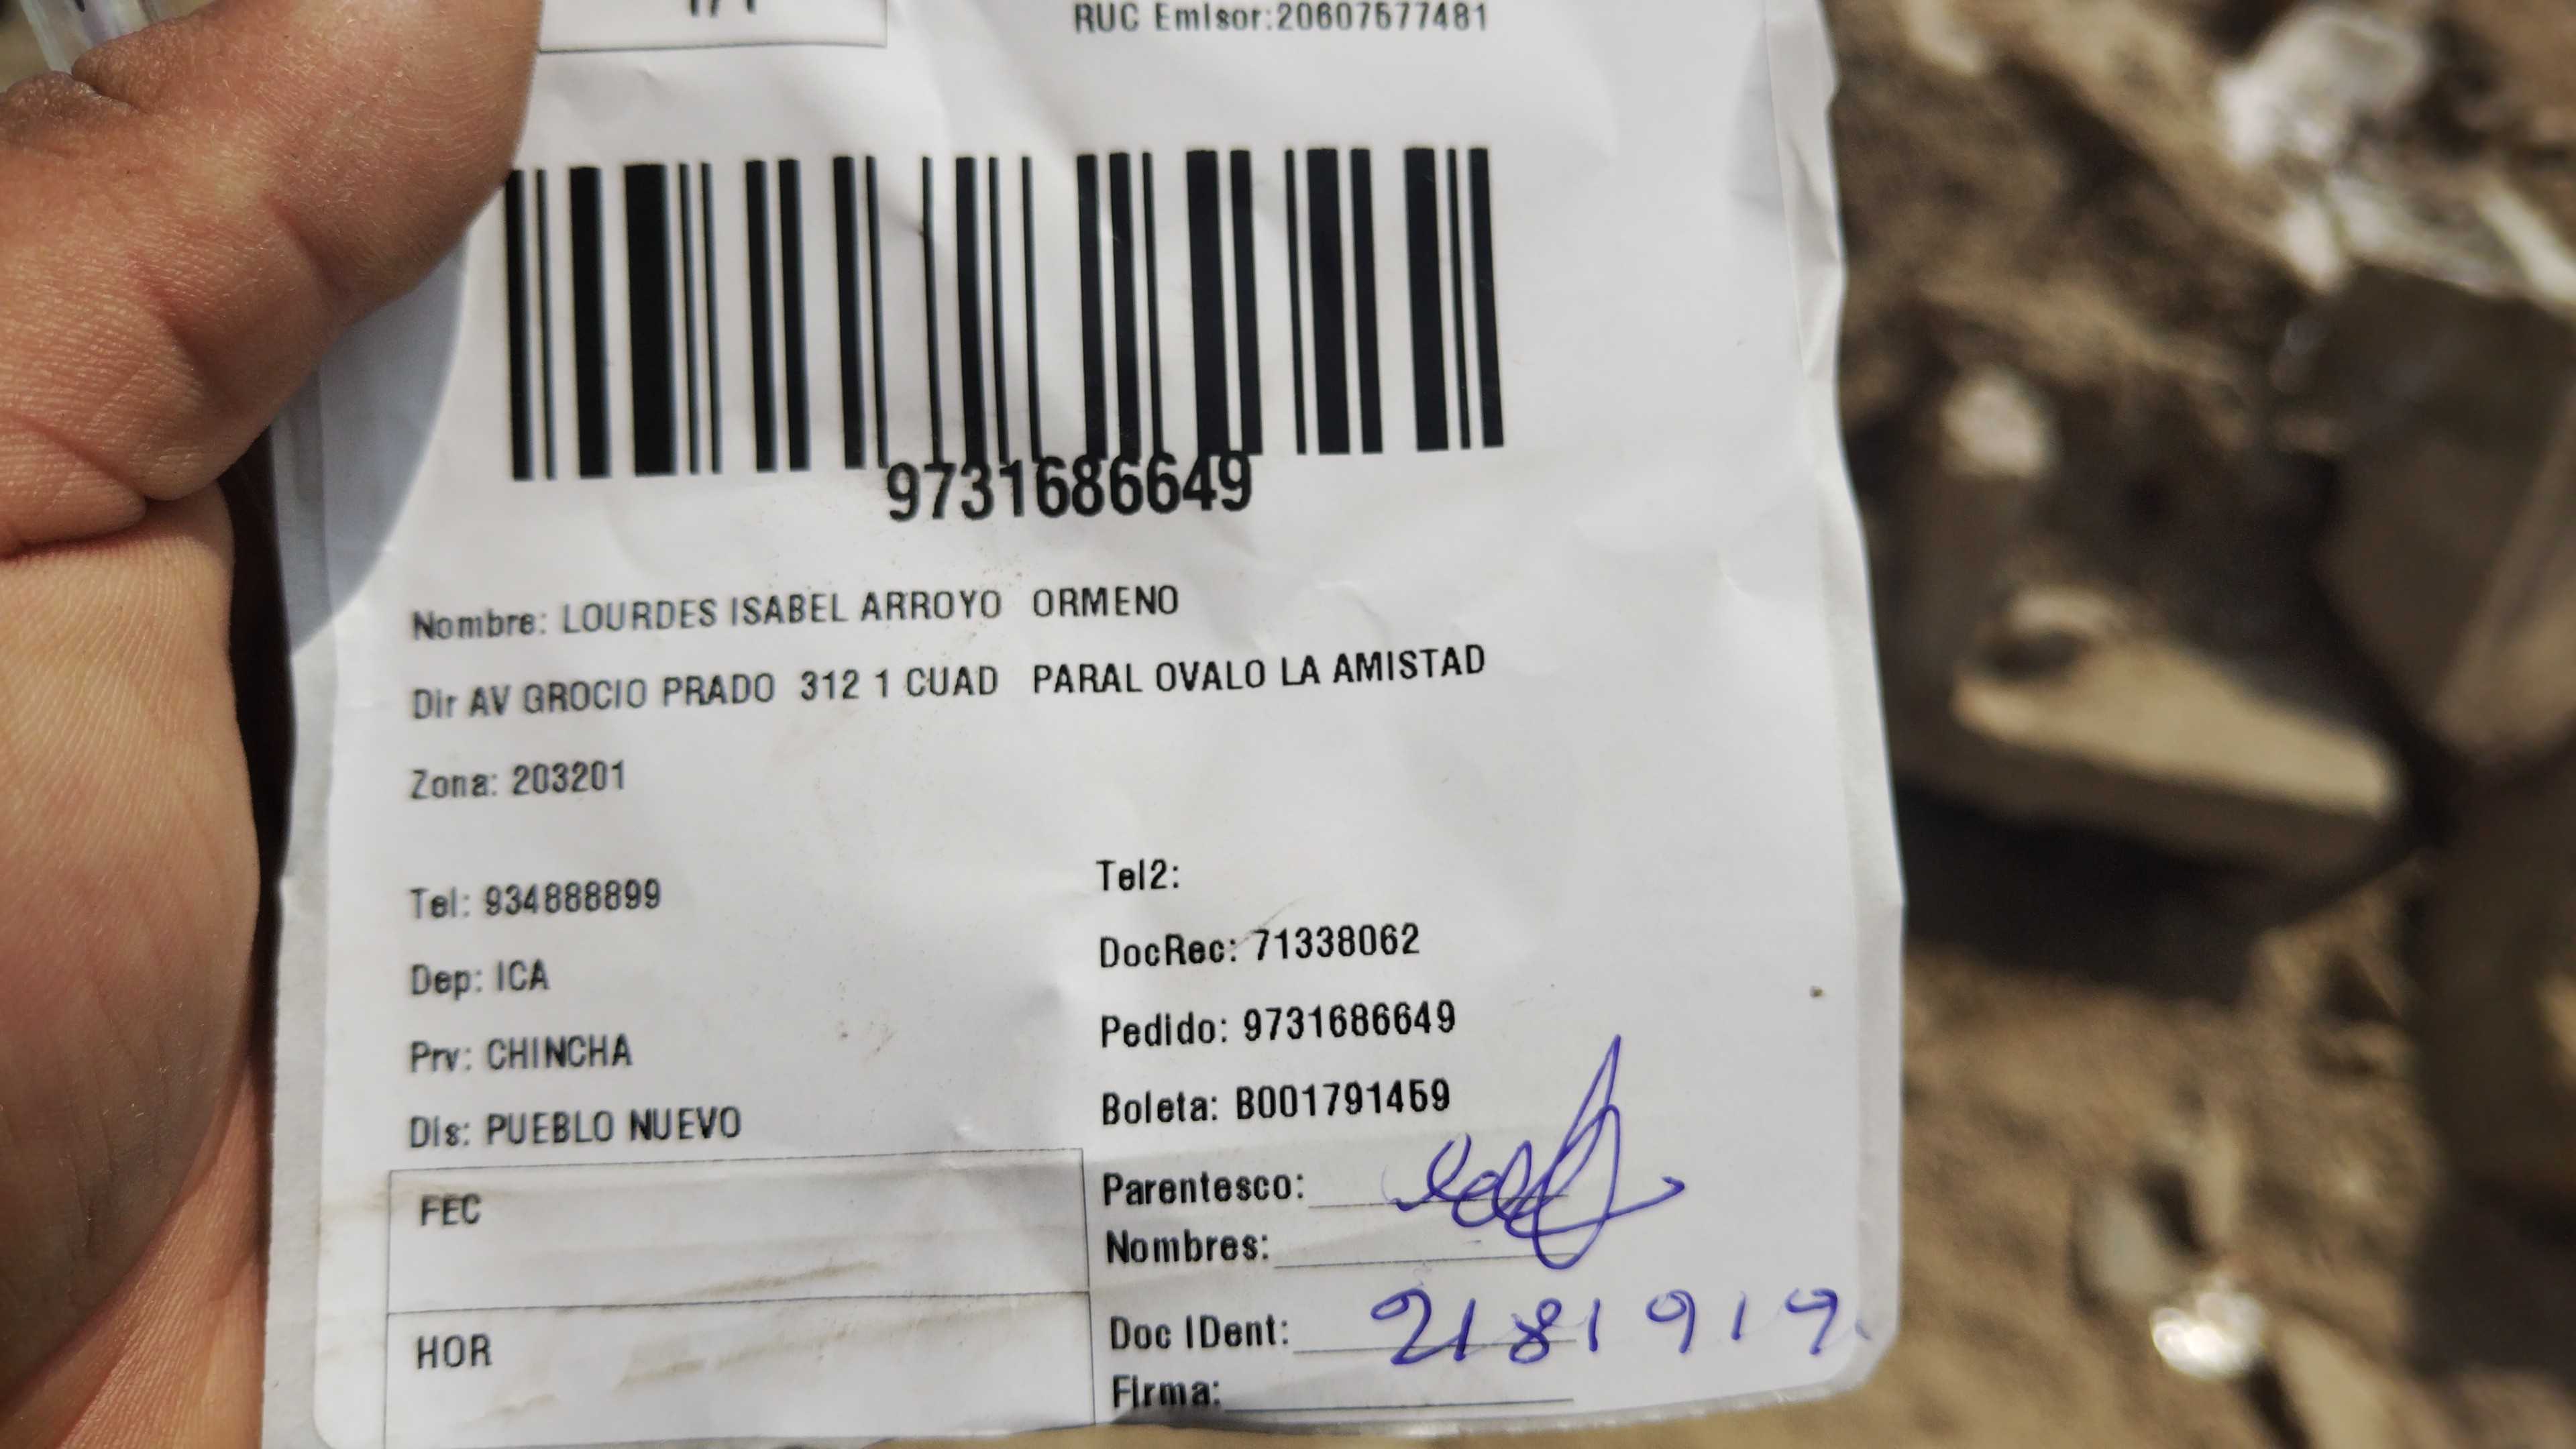 RUC Emisor:20607577481
9731686649
Nombre: LOURDES ISABEL ARROYO ORMENO
Dir AV GROCIO PRADO 312 1 CUAD PARAL OVALO LA AMISTAD
Zona: 203201
Tel: 934888899
Tel2:
DocRec: 71338062
Dep: ICA
Pedido: 9731686649
Prv: CHINCHA
Boleta: B001791459
Dis: PUEBLO NUEVO
Parentesco:
FEC
Nombres:
Doc IDent: 2181919
HOR
Firma: